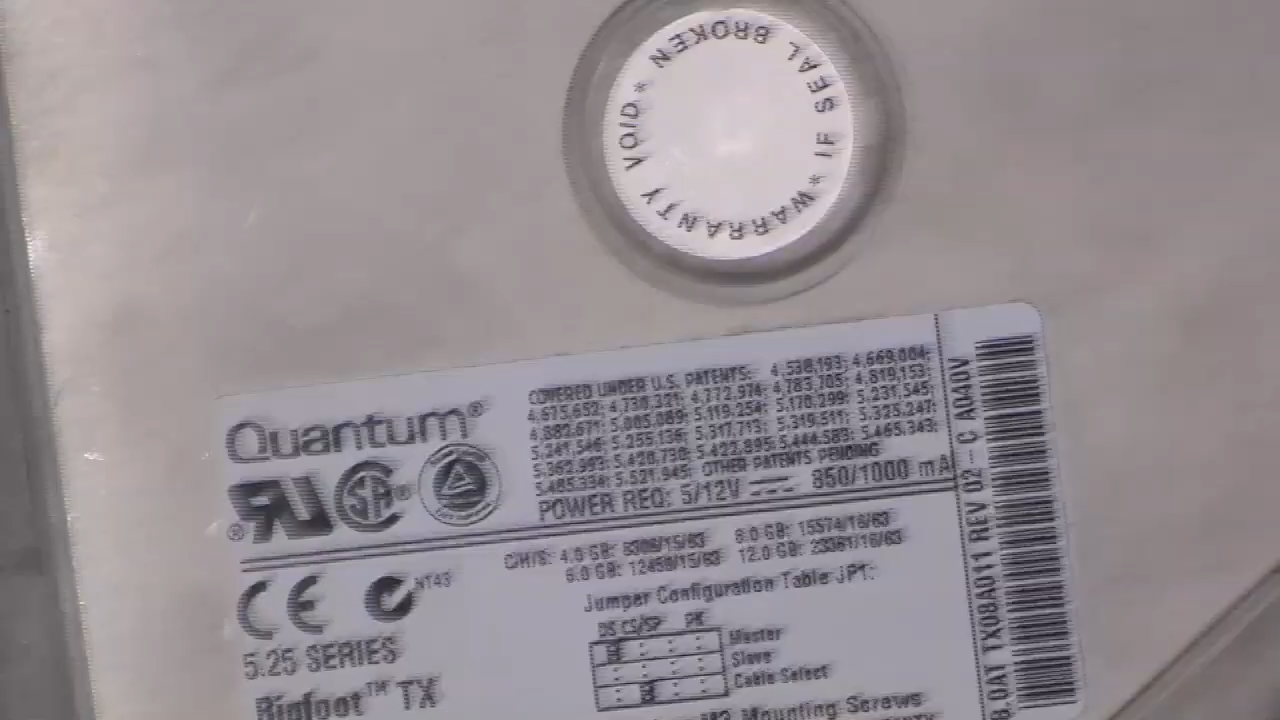 WARRANTY VOID * IF SEAL BROKEN *
Quantum®
COVERED UNDER U.S. PATENTS: 4,538,193; 4,669,004;
4,675,652; 4,730,321; 4,772,974; 4,783,705; 4,819,153;
4,882,671; 5,005,089; 5,119,254; 5,170,299; 5,231,545;
5,241,546; 5,255,136; 5,317,713; 5,319,511; 5,325,247;
5,362,993; 5,420,730; 5,422,895; 5,444,583; 5,465,343;
5,485,334; 5,521,945; OTHER PATENTS PENDING
POWER REQ: 5/12V 850/1000 mA
C/H/S: 4.0 GB: 8306/15/63 8.0 GB: 15574/16/63
6.0 GB: 12459/15/63 12.0 GB: 23361/16/63
CE N743
Jumper Configuration Table JP1:
DS CS/SP PK
Master
Slave
Cable Select
5.25 SERIES
Bigfoot™ TX
M3 Mounting Screws
8.0AT TX08A011 REV 02 - C A040V